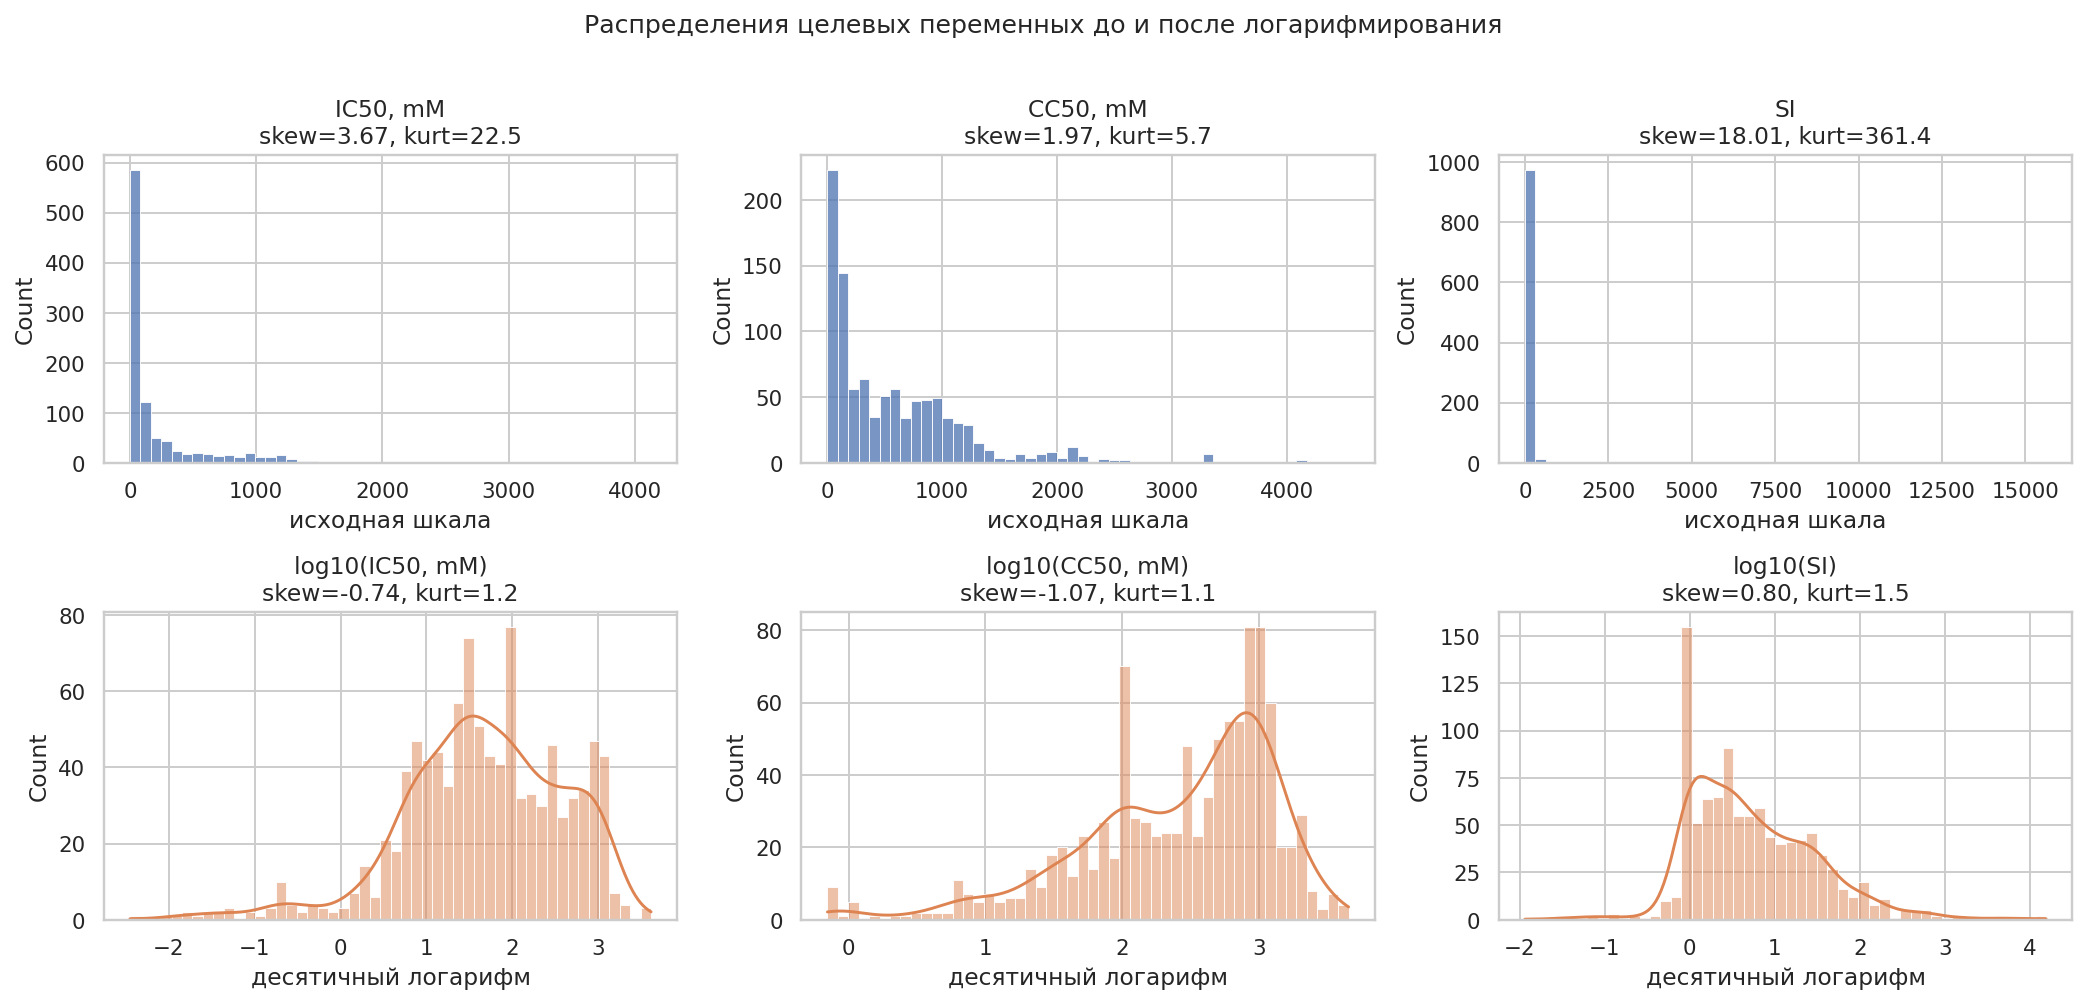 Распределения целевых переменных до и после логарифмирования
IC50, mM
skew=3.67, kurt=22.5
Count
600
500
400
300
200
100
0
0 1000 2000 3000 4000
исходная шкала
CC50, mM
skew=1.97, kurt=5.7
Count
200
150
100
50
0
0 1000 2000 3000 4000
исходная шкала
SI
skew=18.01, kurt=361.4
Count
1000
800
600
400
200
0
0 2500 5000 7500 10000 12500 15000
исходная шкала
log10(IC50, mM)
skew=-0.74, kurt=1.2
Count
80
60
40
20
0
−2 −1 0 1 2 3
десятичный логарифм
log10(CC50, mM)
skew=-1.07, kurt=1.1
Count
80
60
40
20
0
0 1 2 3
десятичный логарифм
log10(SI)
skew=0.80, kurt=1.5
Count
150
125
100
75
50
25
0
−2 −1 0 1 2 3 4
десятичный логарифм